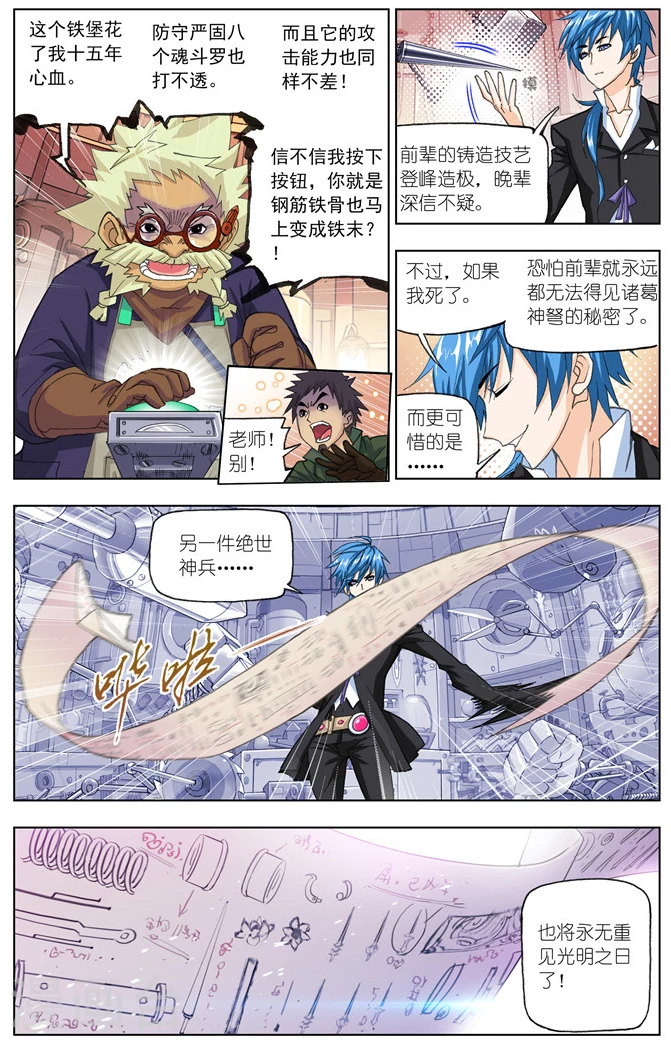 这个铁堡花
了我十五年
心血。
防守严固八
个魂斗罗也
打不透。
而且它的攻
击能力也同
样不差！
信不信我按下
按钮，你就是
钢筋铁骨也马
上变成铁末？
！
老师！
别！
摸
前辈的铸造技艺
登峰造极，晚辈
深信不疑。
不过，如果
我死了。
恐怕前辈就永远
都无法得见诸葛
神弩的秘密了。
而更可
惜的是
……
另一件绝世
神兵……
哗啦
也将永无重
见光明之日
了！